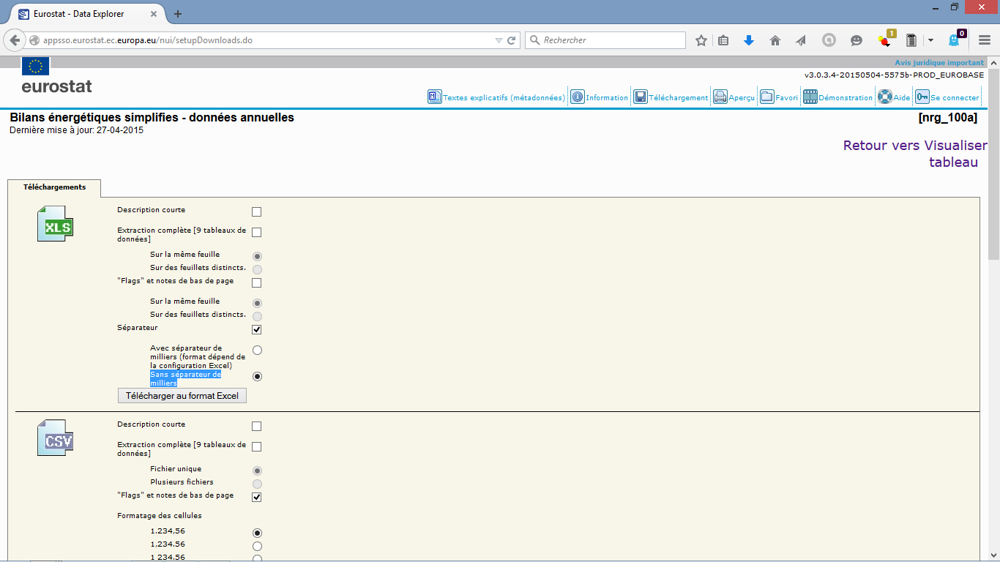 Eurostat - Data Explorer
appsso.eurostat.ec.europa.eu/nui/setupDownloads.do
Rechercher
1
0
Avis juridique important
eurostat
v3.0.3.4-20150504-5575b-PROD_EUROBASE
Textes explicatifs (métadonnées)
Information
Téléchargement
Aperçu
Favori
Démonstration
Aide
Se connecter
Bilans énergétiques simplifies - données annuelles
[nrg_100a]
Dernière mise à jour: 27-04-2015
Retour vers Visualiser
tableau
Téléchargements
XLS
Description courte
Extraction complète [9 tableaux de
données]
Sur la même feuille
Sur des feuillets distincts.
"Flags" et notes de bas de page
Sur la même feuille
Sur des feuillets distincts.
Séparateur
Avec séparateur de
milliers (format dépend de
la configuration Excel)
Sans séparateur de
milliers
Télécharger au format Excel
CSV
Description courte
Extraction complète [9 tableaux de
données]
Fichier unique
Plusieurs fichiers
"Flags" et notes de bas de page
Formatage des cellules
1.234,56
1,234.56
1 234.56